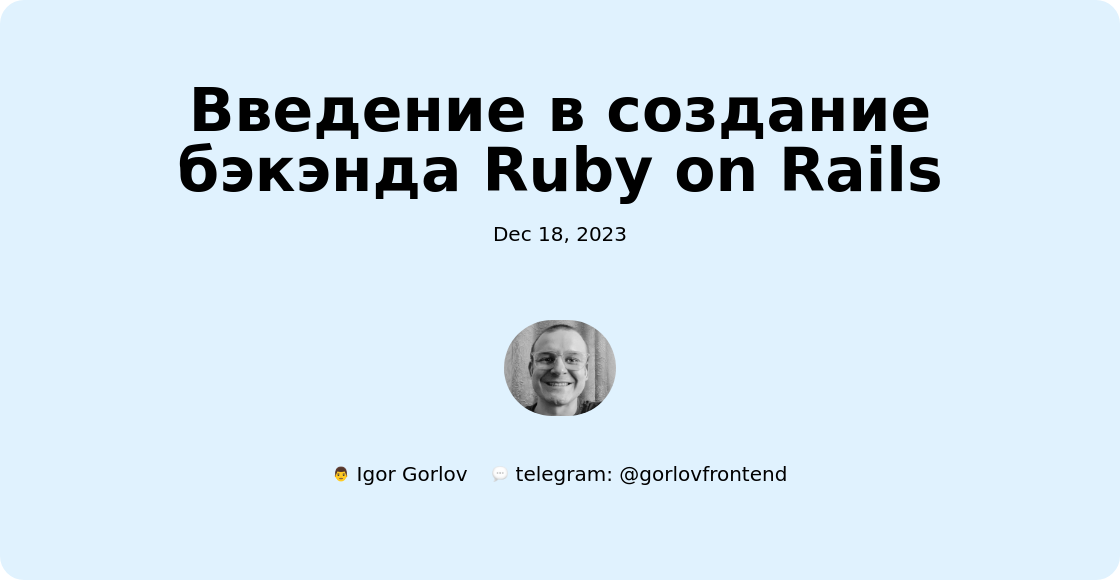 Введение в создание
бэкэнда Ruby on Rails
Dec 18, 2023
Igor Gorlov telegram: @gorlovfrontend